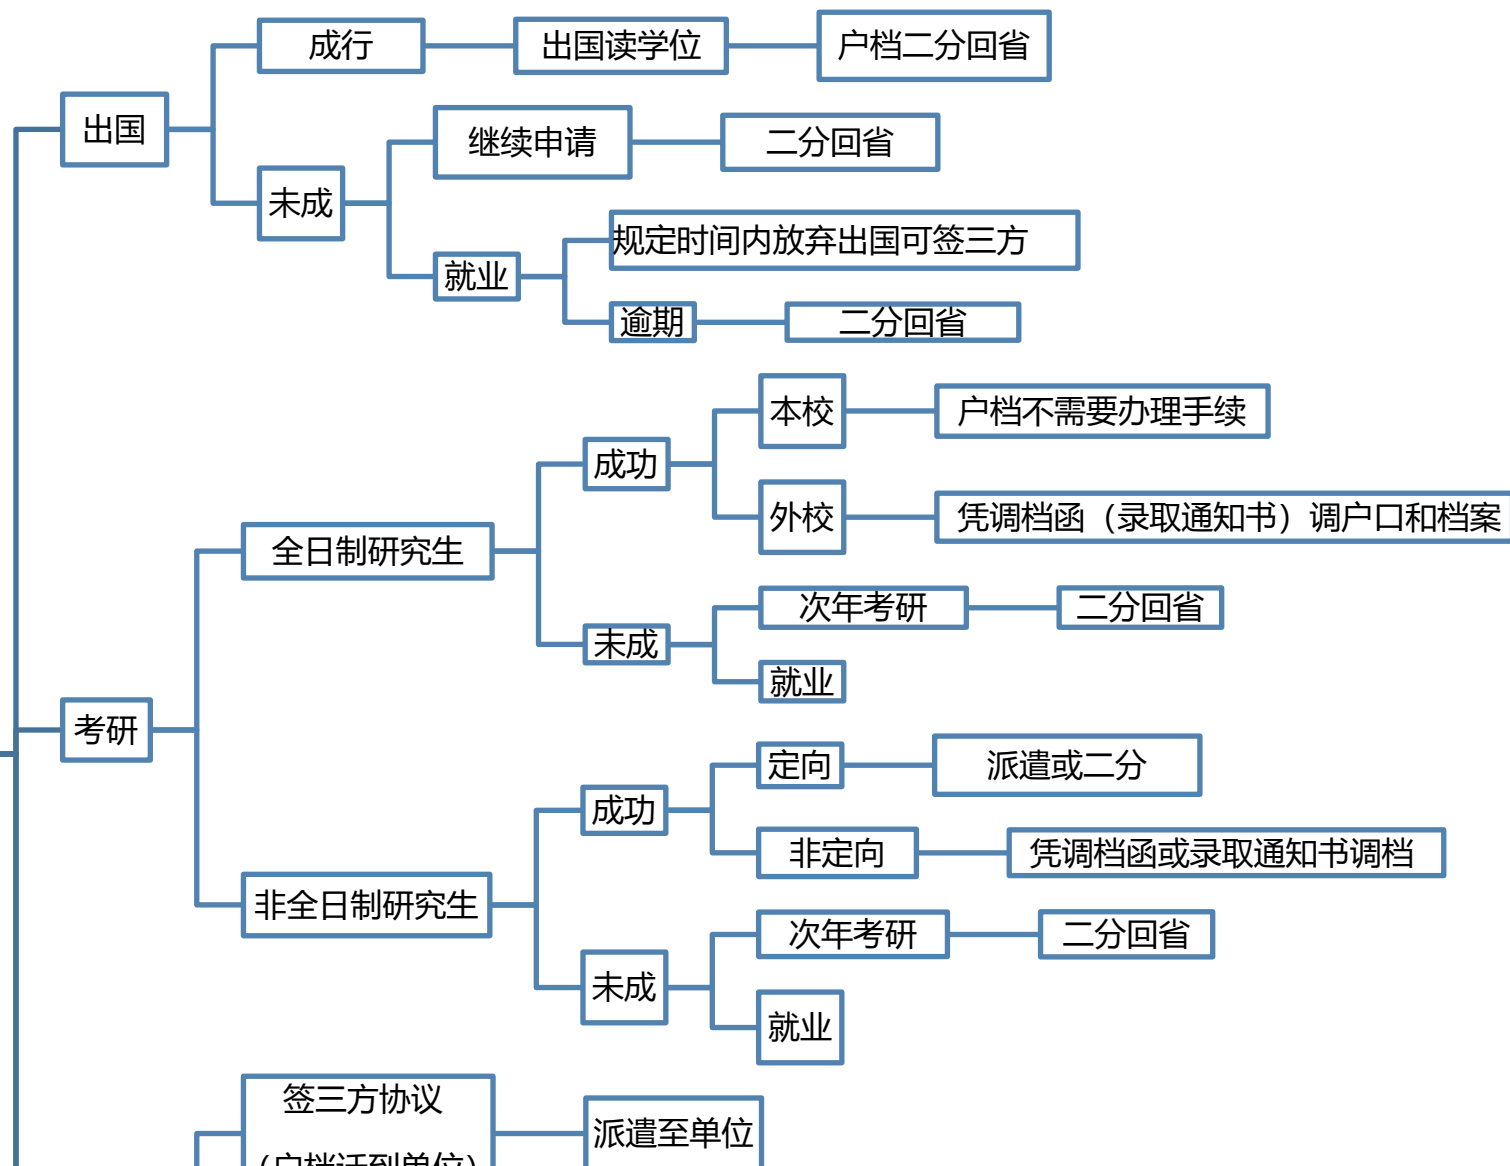 成行
出国读学位
户档二分回省
出国
继续申请
二分回省
未成
规定时间内放弃出国可签三方
就业
逾期
二分回省
本校
户档不需要办理手续
成功
外校
凭调档函（录取通知书）调户口和档案
全日制研究生
次年考研
二分回省
未成
就业
考研
定向
派遣或二分
成功
非定向
凭调档函或录取通知书调档
非全日制研究生
次年考研
二分回省
未成
就业
签三方协议
派遣至单位